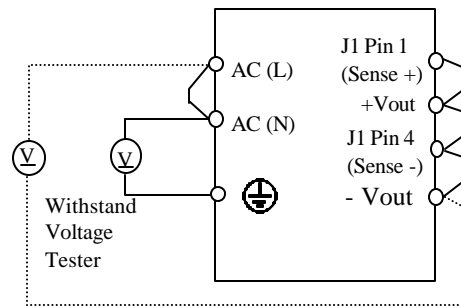 J1 Pin 1
AC (L)
(Sense +)
+Vout
AC (N)
J1 Pin 4
(Sense -)
- Vout
V
V
Withstand
Voltage
Tester